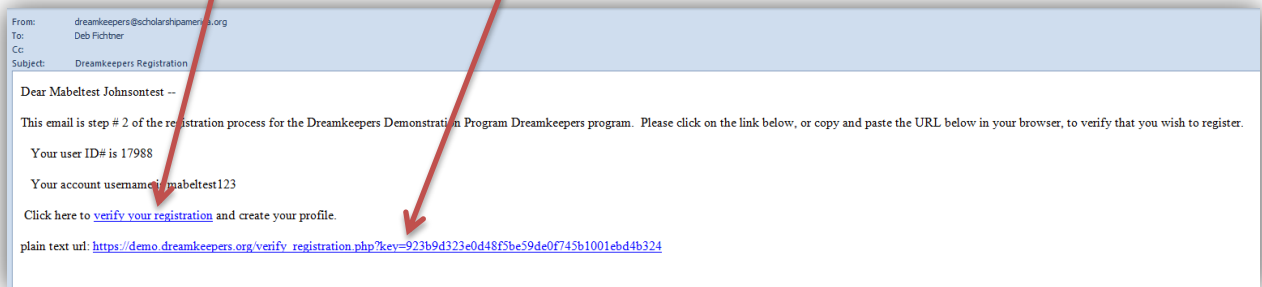 From: dreamkeepers@scholarshipamerica.org
To: Deb Fichtner
Cc:
Subject: Dreamkeepers Registration
Dear Mabeltest Johnsontest --
This email is step # 2 of the registration process for the Dreamkeepers Demonstration Program Dreamkeepers program. Please click on the link below, or copy and paste the URL below in your browser, to verify that you wish to register.
Your user ID# is 17988
Your account username is mabeltest123
Click here to verify your registration and create your profile.
plain text url: https://demo.dreamkeepers.org/verify_registration.php?key=923b9d323e0d48f5be59de0f745b1001ebd4b324